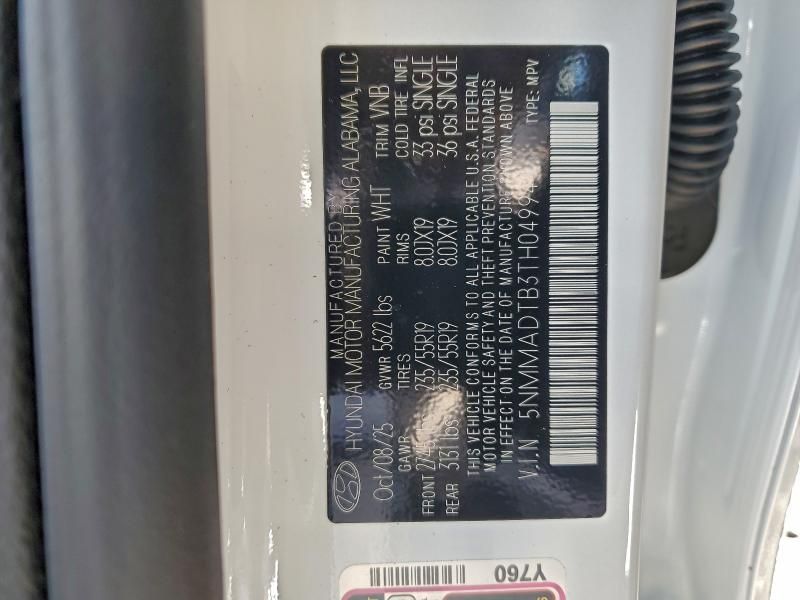 MANUFACTURED BY
HYUNDAI MOTOR MANUFACTURING ALABAMA, LLC
Oct/08/25 GVWR 5622 lbs PAINT WHT TRIM VNB
GAWR TIRES RIMS COLD TIRE INFL
FRONT 235/55R19 8.0JX19 33 psi SINGLE
REAR 3131 lbs 235/55R19 8.0JX19 36 psi SINGLE
THIS VEHICLE CONFORMS TO ALL APPLICABLE U.S.A. FEDERAL
MOTOR VEHICLE SAFETY AND THEFT PREVENTION STANDARDS
IN EFFECT ON THE DATE OF MANUFACTURE SHOWN ABOVE
V.I.N TYPE: MPV
Y760